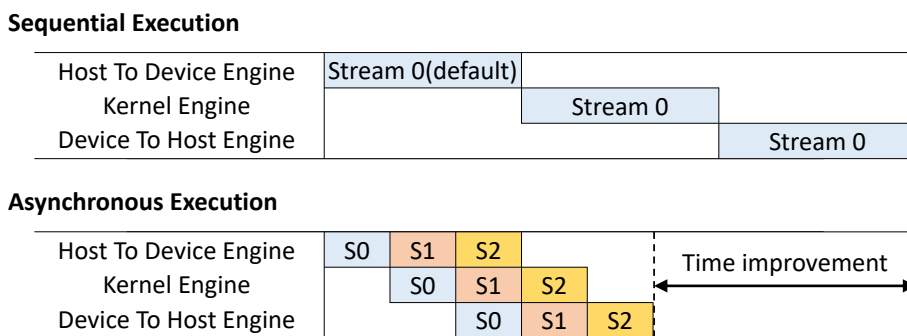 Sequential Execution
Host To Device Engine Stream 0(default)
Kernel Engine Stream 0
Device To Host Engine Stream 0
Asynchronous Execution
Host To Device Engine S0 S1 S2
Time improvement
Kernel Engine S0 S1 S2
Device To Host Engine S0 S1 S2